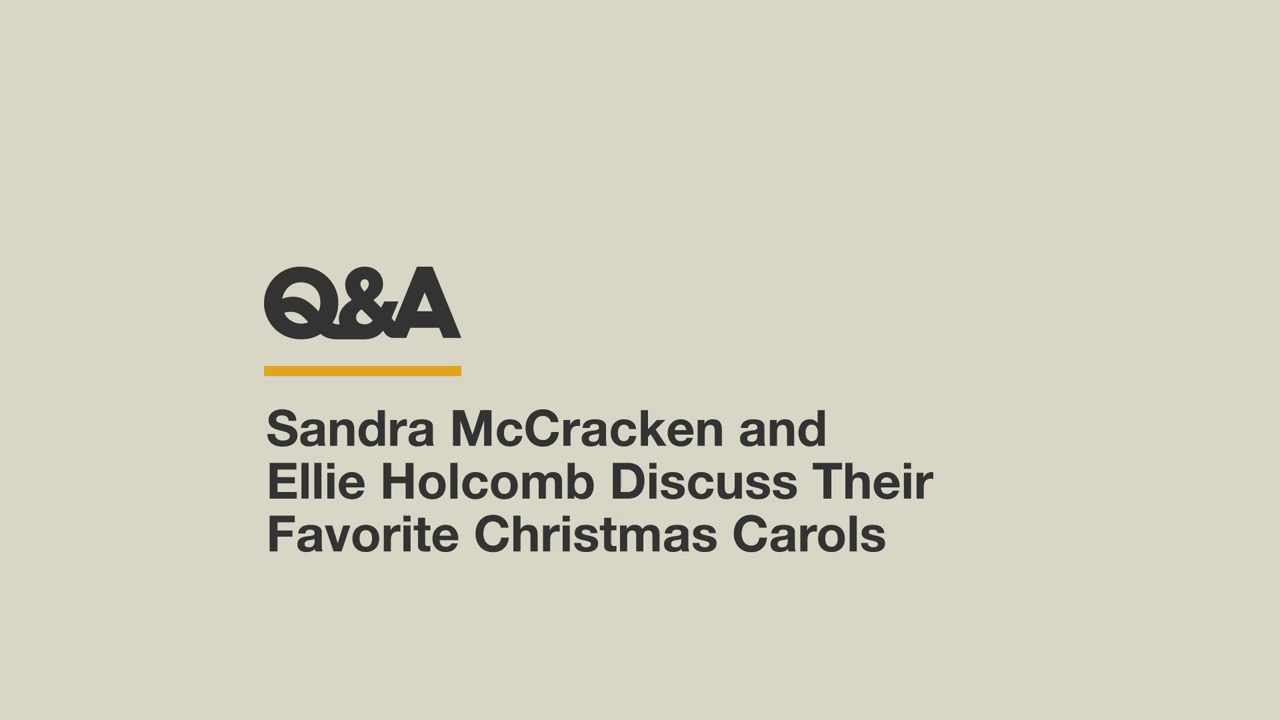 Q&A
Sandra McCracken and
Ellie Holcomb Discuss Their
Favorite Christmas Carols